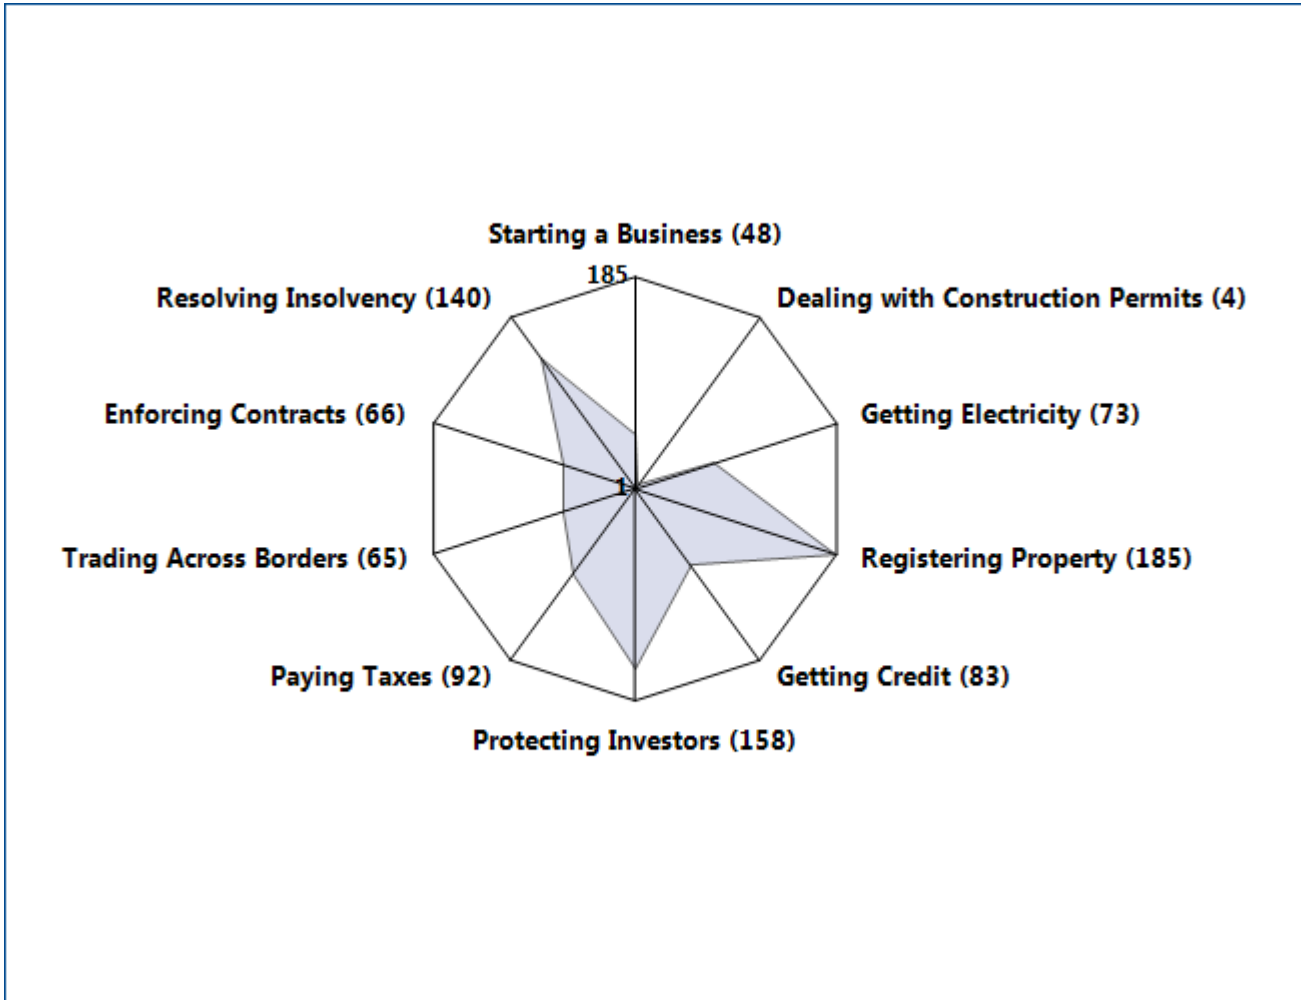 Starting a Business (48)
185
Resolving Insolvency (140)
Dealing with Construction Permits (4)
Enforcing Contracts (66)
Getting Electricity (73)
1
Trading Across Borders (65)
Registering Property (185)
Paying Taxes (92)
Getting Credit (83)
Protecting Investors (158)